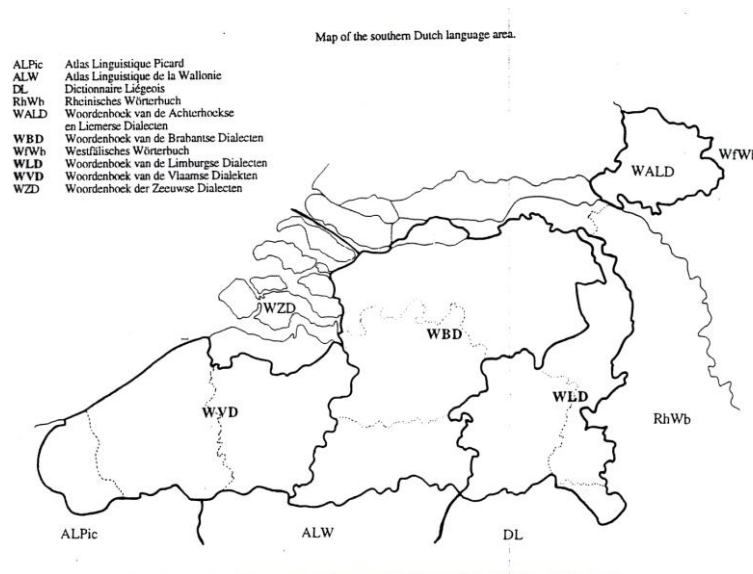 Map of the southern Dutch language area.
ALPic Atlas Linguistique Picard
ALW Atlas Linguistique de la Wallonie
DL Dictionnaire Liégeois
RhWb Rheinisches Wörterbuch
WALD Woordenboek van de Achterhoekse
en Liemerse Dialecten
WBD Woordenboek van de Brabantse Dialecten
WfWb Westfälisches Wörterbuch
WLD Woordenboek van de Limburgse Dialecten
WVD Woordenboek van de Vlaamse Dialekten
WZD Woordenboek der Zeeuwse Dialecten
WfWb
WALD
WZD
WBD
WLD
WVD
RhWb
ALPic
ALW
DL